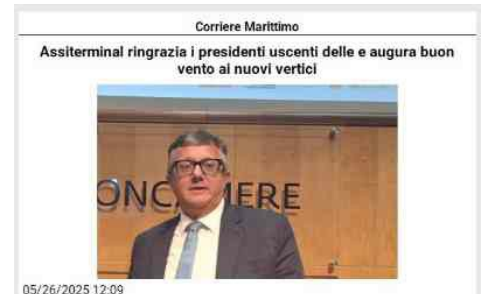 Corriere Marittimo
Assiterminal ringrazia i presidenti uscenti delle e augura buon
vento ai nuovi vertici
ONCAMERE
05/26/2025 12:09